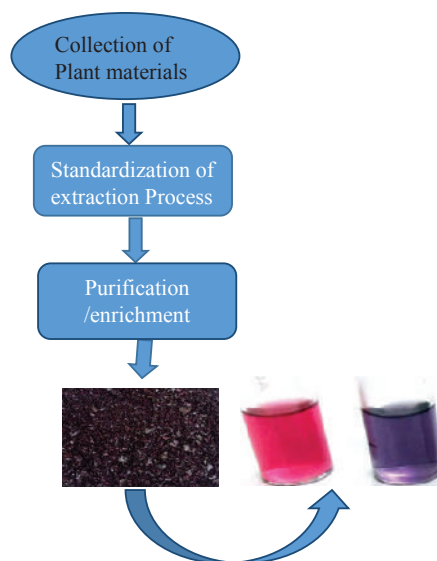 Collection of
Plant materials
Standardization of
extraction Process
Purification
/enrichment